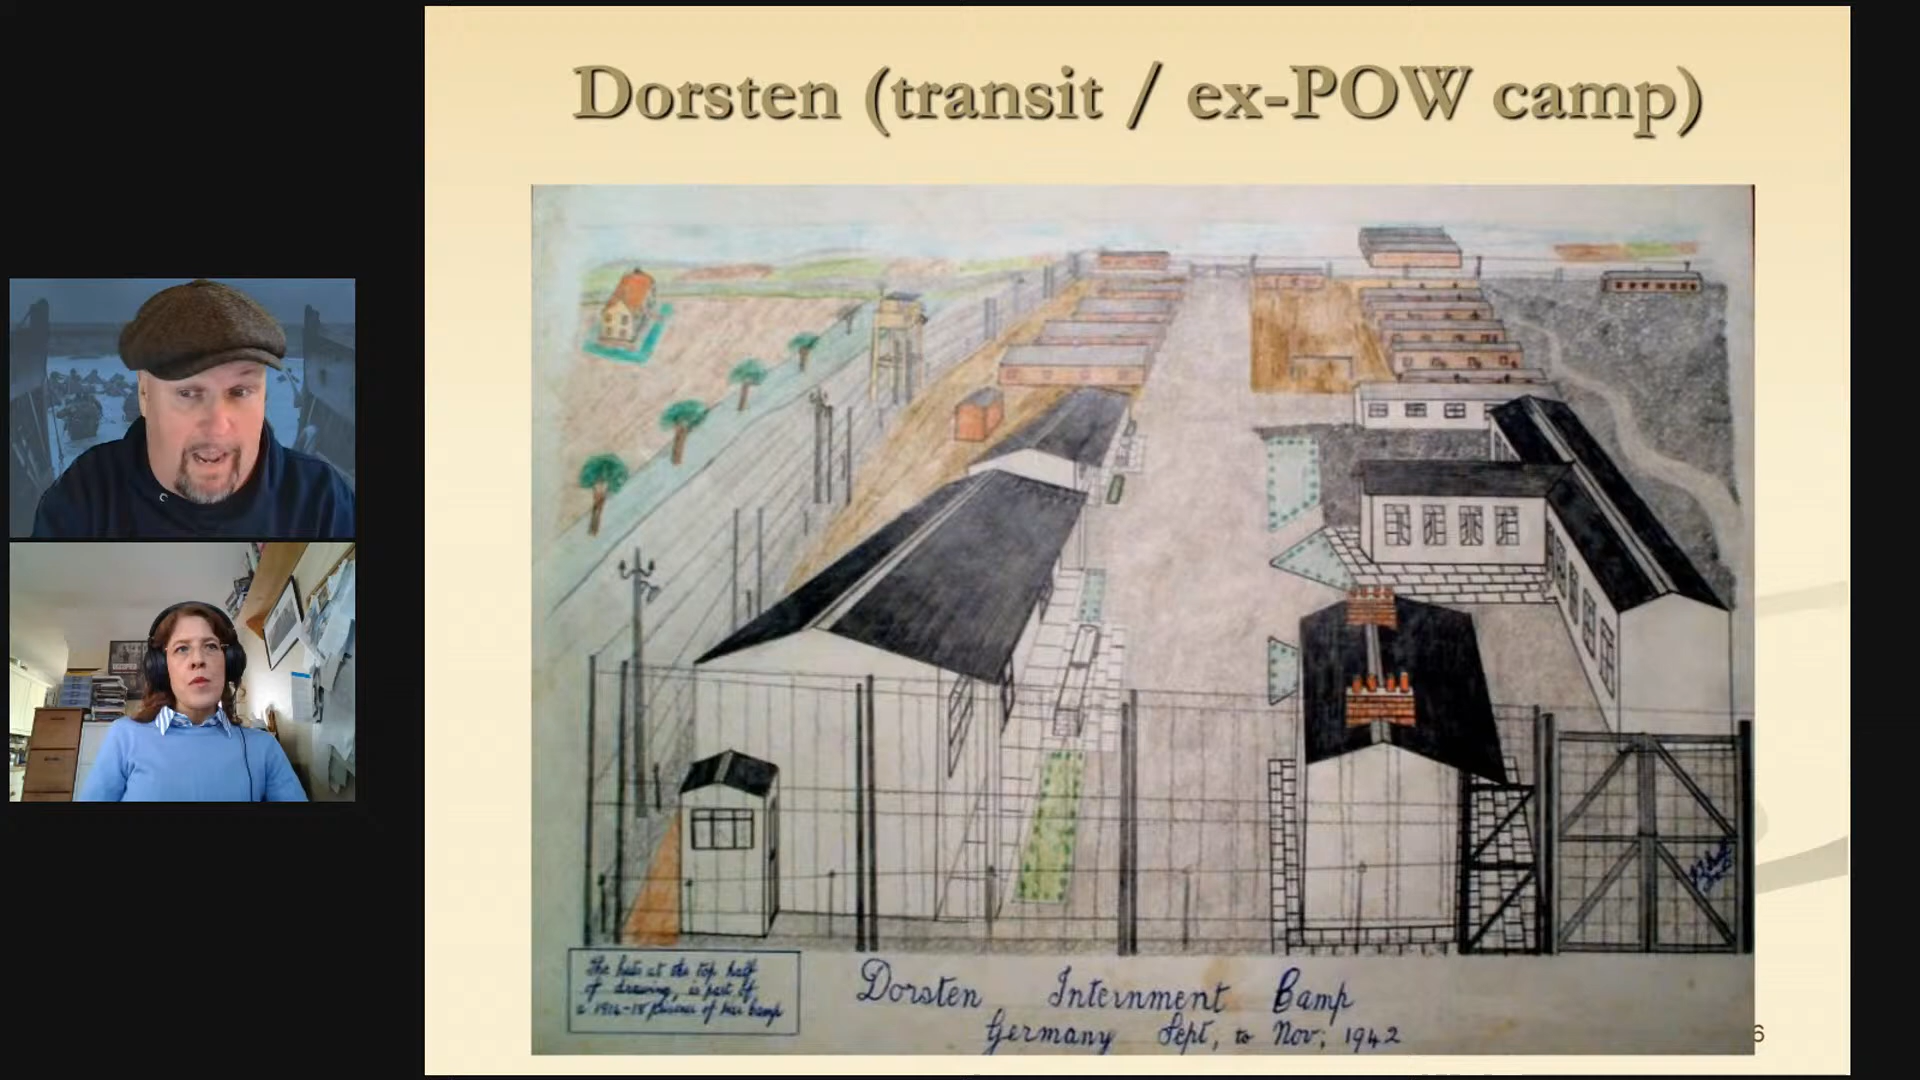 Dorsten (transit / ex-POW camp)
The huts at the top half
of drawing, is part of
a 1914-18 prisoner of war camp
Dorsten Internment Camp
Germany Sept, to Nov; 1942
6